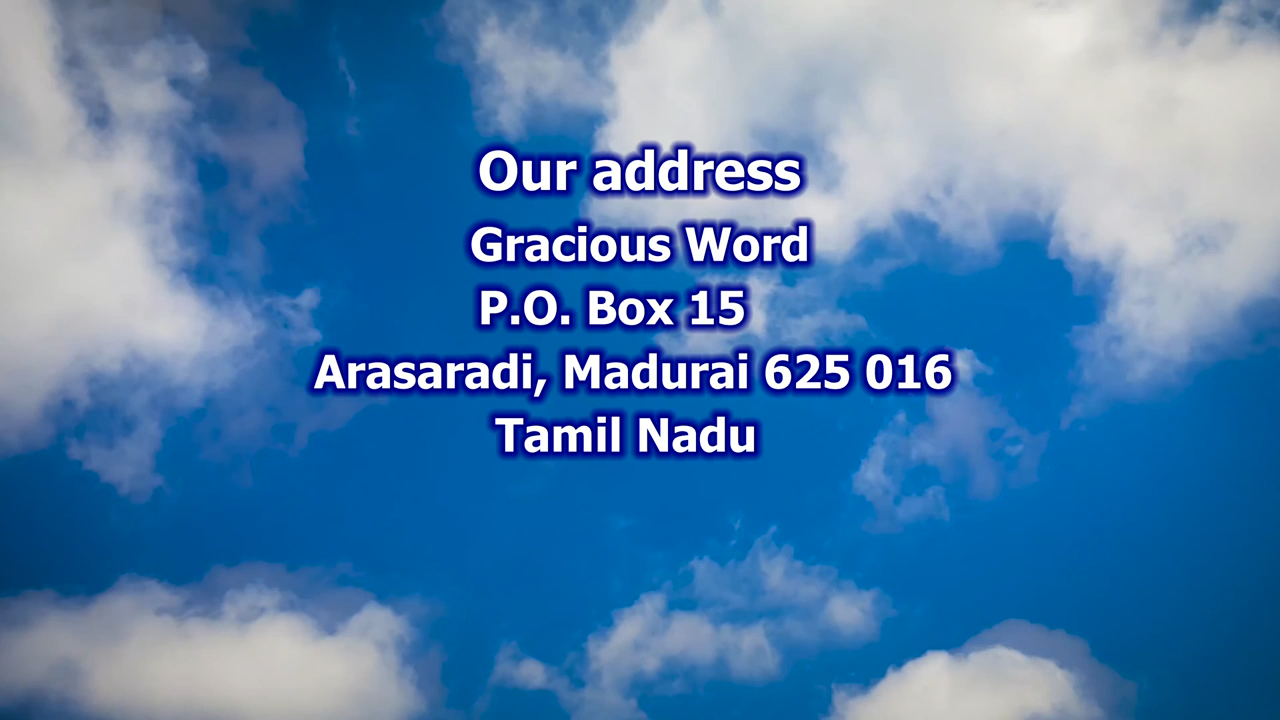 Our address
Gracious Word
P.O. Box 15
Arasaradi, Madurai 625 016
Tamil Nadu